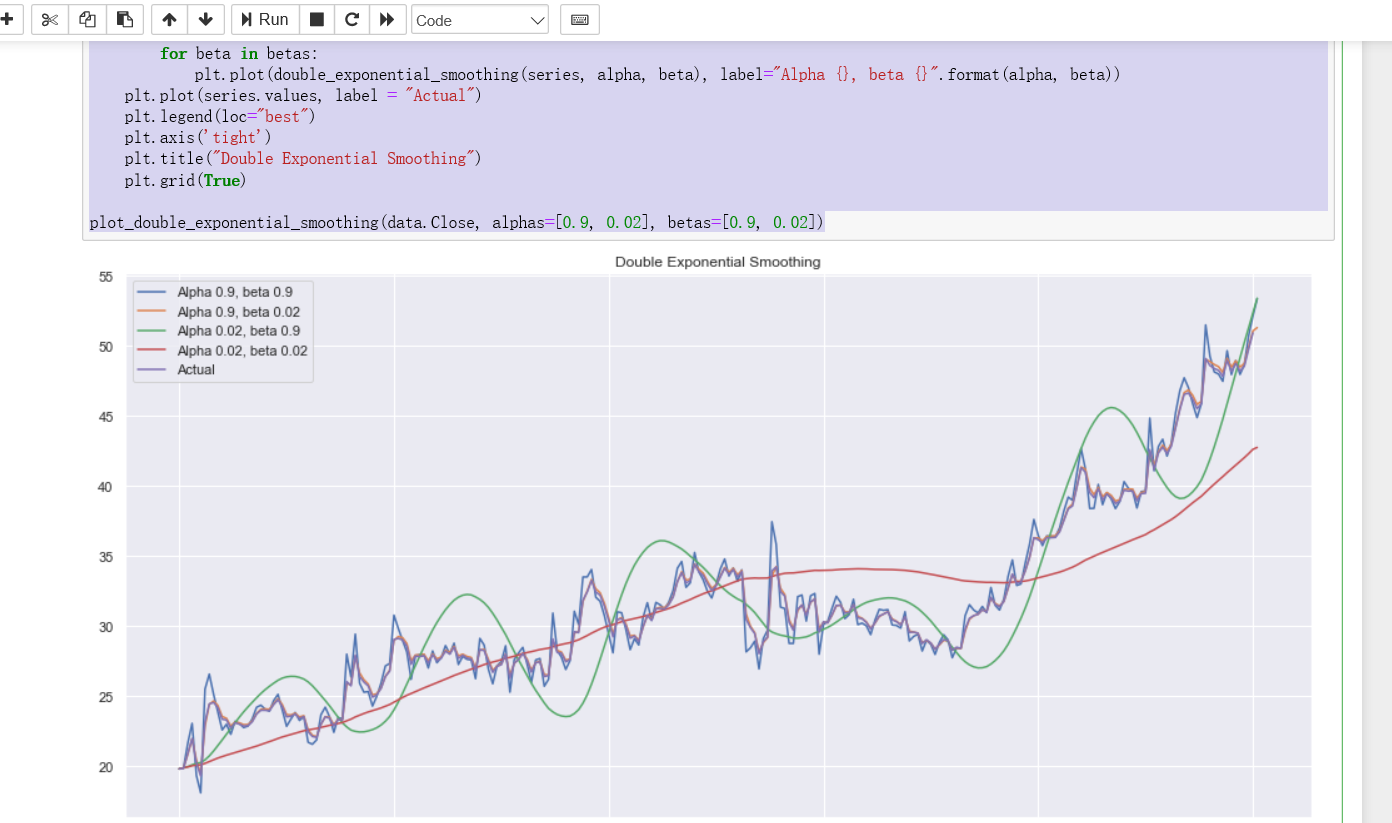 Run
Code
for beta in betas:
plt.plot(double_exponential_smoothing(series, alpha, beta), label="Alpha {}, beta {}".format(alpha, beta))
plt.plot(series.values, label = "Actual")
plt.legend(loc="best")
plt.axis('tight')
plt.title("Double Exponential Smoothing")
plt.grid(True)
plot_double_exponential_smoothing(data.Close, alphas=[0.9, 0.02], betas=[0.9, 0.02])
Double Exponential Smoothing
55
50
45
40
35
30
25
20
Alpha 0.9, beta 0.9
Alpha 0.9, beta 0.02
Alpha 0.02, beta 0.9
Alpha 0.02, beta 0.02
Actual